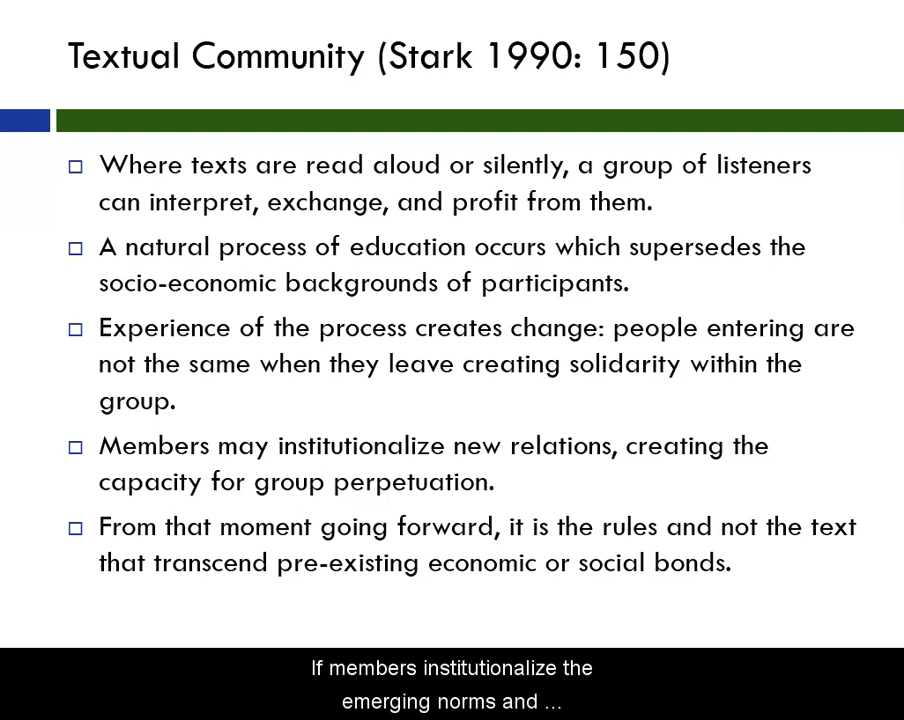 Textual Community (Stark 1990: 150)
Where texts are read aloud or silently, a group of listeners
can interpret, exchange, and profit from them.
A natural process of education occurs which supersedes the
socio-economic backgrounds of participants.
Experience of the process creates change: people entering are
not the same when they leave creating solidarity within the
group.
Members may institutionalize new relations, creating the
capacity for group perpetuation.
From that moment going forward, it is the rules and not the text
that transcend pre-existing economic or social bonds.
If members institutionalize the
emerging norms and ...